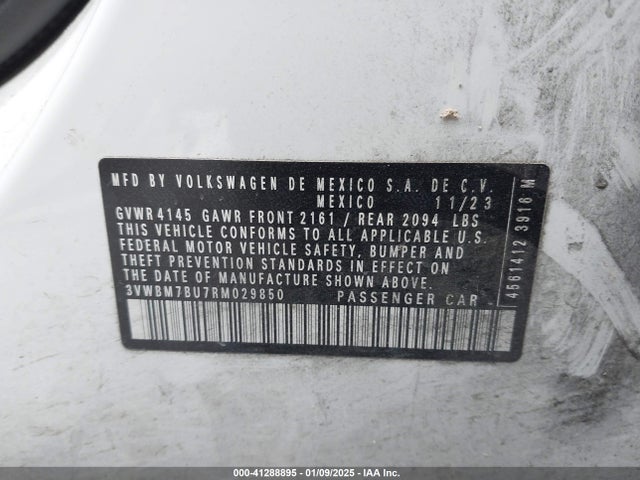 MFD BY VOLKSWAGEN DE MEXICO S.A. DE C.V.
MEXICO 11/23
GVWR 4145 GAWR FRONT 2161 / REAR 2094 LBS
THIS VEHICLE CONFORMS TO ALL APPLICABLE U.S.
FEDERAL MOTOR VEHICLE SAFETY, BUMPER AND
THEFT PREVENTION STANDARDS IN EFFECT ON
THE DATE OF MANUFACTURE SHOWN ABOVE.
3VWBM7BU7RM029850 PASSENGER CAR
4561412 3916 M
000-41288895 - 01/09/2025 - IAA Inc.